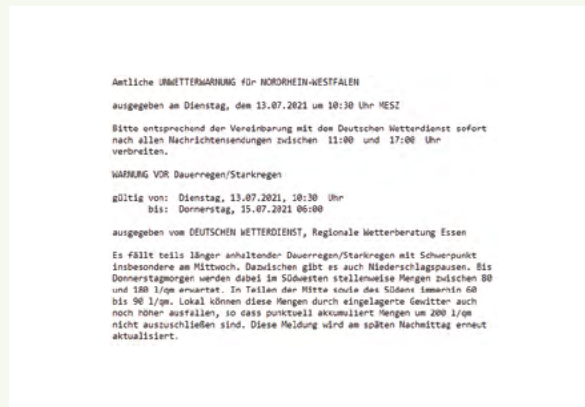 Amtliche UNWETTERWARNUNG für NORDRHEIN-WESTFALEN
ausgegeben am Dienstag, dem 13.07.2021 um 10:30 Uhr MESZ
Bitte entsprechend der Vereinbarung mit dem Deutschen Wetterdienst sofort
nach allen Nachrichtensendungen zwischen 11:00 und 17:00 Uhr
verbreiten.
WARNUNG VOR Dauerregen/Starkregen
gültig von: Dienstag, 13.07.2021, 10:30 Uhr
bis: Donnerstag, 15.07.2021 06:00
ausgegeben vom DEUTSCHEN WETTERDIENST, Regionale Wetterberatung Essen
Es fällt teils länger anhaltender Dauerregen/Starkregen mit Schwerpunkt
insbesondere am Mittwoch. Dazwischen gibt es auch Niederschlagspausen. Bis
Donnerstagmorgen werden dabei im Südwesten stellenweise Mengen zwischen 80
und 180 l/qm erwartet. In Teilen der Mitte sowie des Südens immerhin 60
bis 90 l/qm. Lokal können diese Mengen durch eingelagerte Gewitter auch
noch höher ausfallen, so dass punktuell akkumuliert Mengen um 200 l/qm
nicht auszuschließen sind. Diese Meldung wird am späten Nachmittag erneut
aktualisiert.